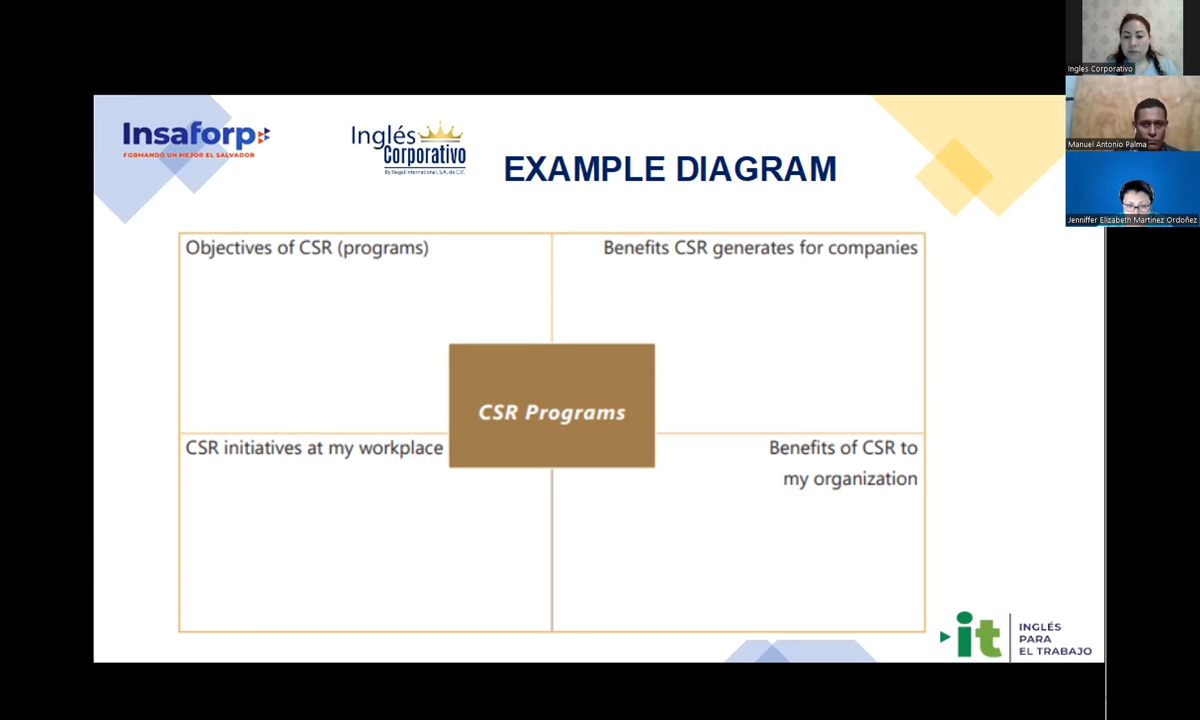 Insaforp
FORMANDO UN MEJOR EL SALVADOR
Inglés
Corporativo
By Regal International, S.A. de C.V.
EXAMPLE DIAGRAM
Objectives of CSR (programs)
Benefits CSR generates for companies
CSR Programs
CSR initiatives at my workplace
Benefits of CSR to
my organization
it
INGLÉS
PARA
EL TRABAJO
Ingles Corporativo
Manuel Antonio Palma
Jenniffer Elizabeth Martinez Ordoñez